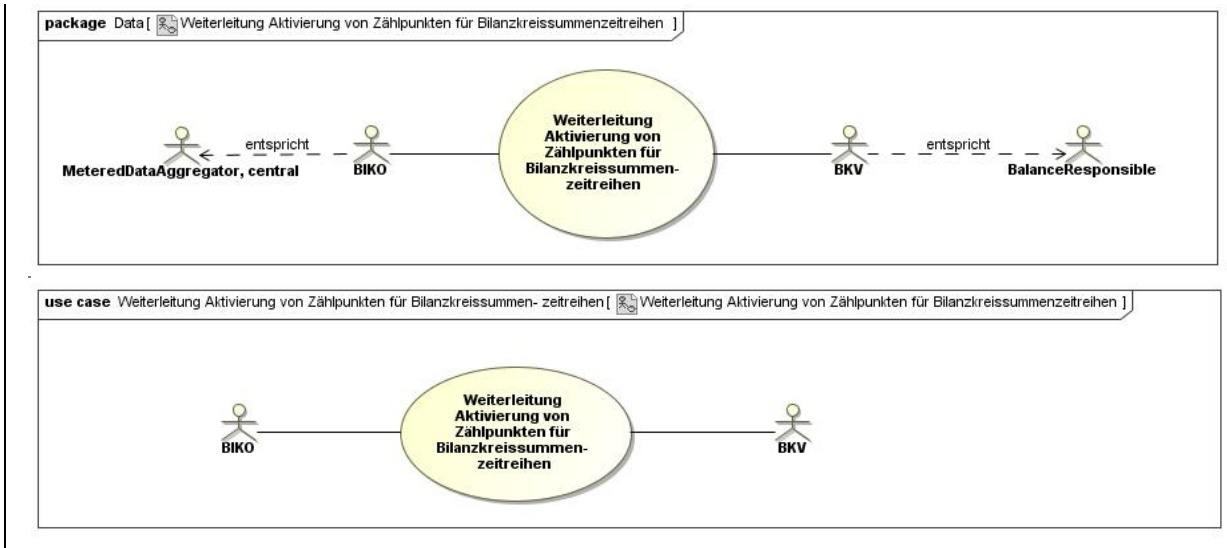 package Data [ Weiterleitung Aktivierung von Zählpunkten für Bilanzkreissummenzeitreihen ]
Weiterleitung
Aktivierung von
Zählpunkten für
Bilanzkreissummen-
zeitreihen
entspricht
entspricht
MeteredDataAggregator, central
BIKO
BKV
BalanceResponsible
use case Weiterleitung Aktivierung von Zählpunkten für Bilanzkreissummen- zeitreihen [ Weiterleitung Aktivierung von Zählpunkten für Bilanzkreissummenzeitreihen ]
Weiterleitung
Aktivierung von
Zählpunkten für
Bilanzkreissummen-
zeitreihen
BIKO
BKV